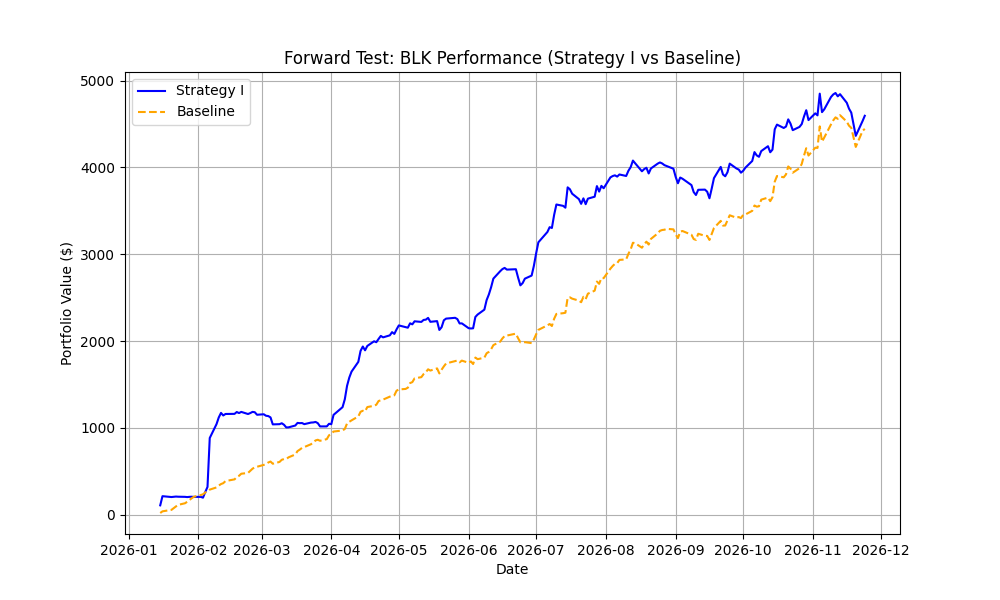 Forward Test: BLK Performance (Strategy I vs Baseline)
Strategy I
Baseline
Portfolio Value ($)
5000
4000
3000
2000
1000
0
2026-01 2026-02 2026-03 2026-04 2026-05 2026-06 2026-07 2026-08 2026-09 2026-10 2026-11 2026-12
Date